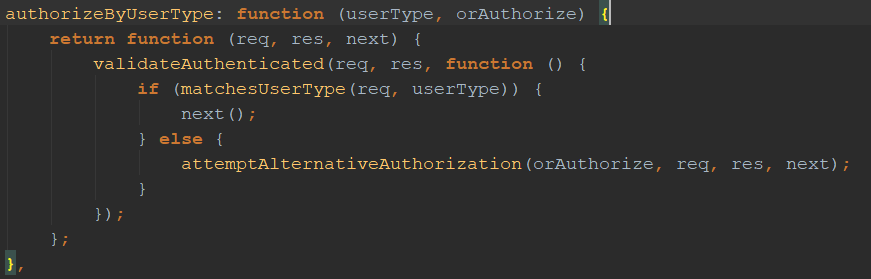 authorizeByUserType: function (userType, orAuthorize) {
    return function (req, res, next) {
        validateAuthenticated(req, res, function () {
            if (matchesUserType(req, userType)) {
                next();
            } else {
                attemptAlternativeAuthorization(orAuthorize, req, res, next);
            }
        });
    };
},